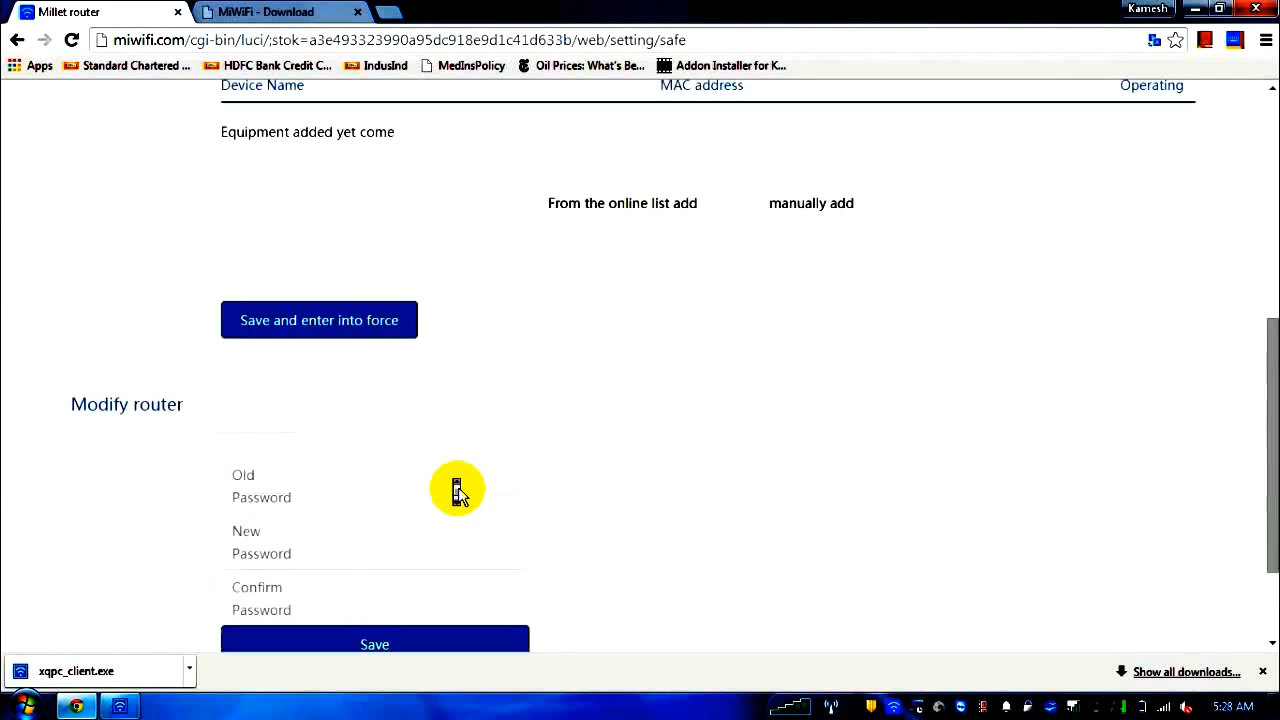 Millet router
MiWiFi - Download
Kamesh
miwifi.com/cgi-bin/luci/;stok=a3e493323990a95dc918e9d1c41d633b/web/setting/safe
Apps
Standard Chartered ...
HDFC Bank Credit C...
IndusInd
MedInsPolicy
Oil Prices: What's Be...
Addon Installer for K...
Device Name
MAC address
Operating
Equipment added yet come
From the online list add
manually add
Save and enter into force
Modify router
Old
Password
New
Password
Confirm
Password
Save
xqpc_client.exe
Show all downloads...
5:28 AM